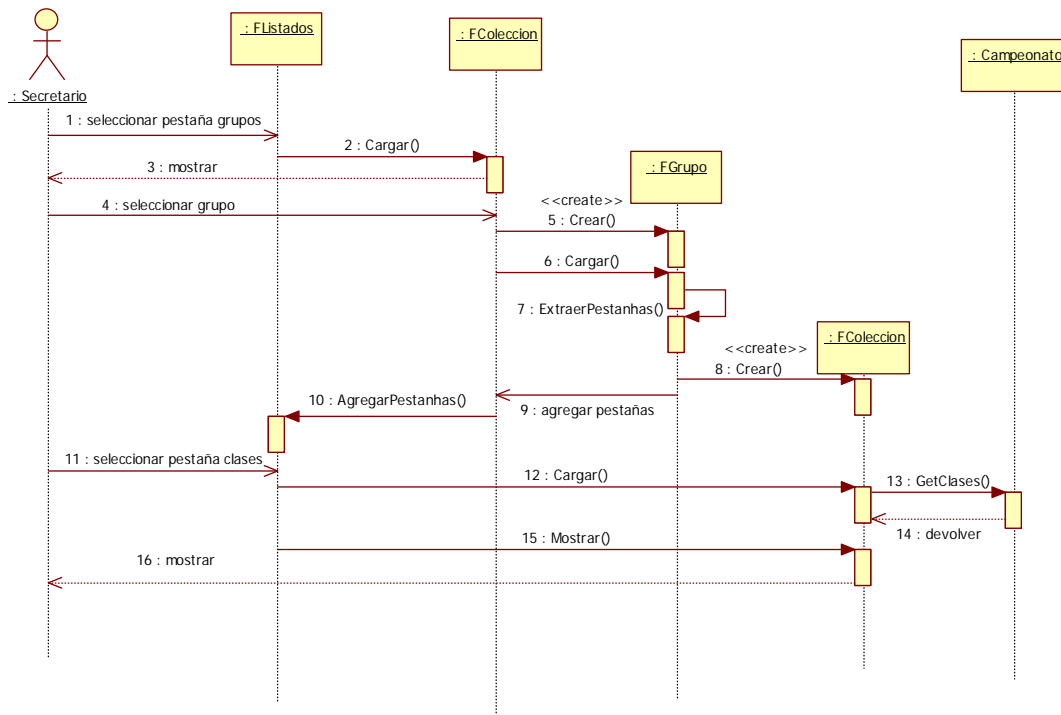 : FListados
: FColeccion
: Campeonato
: Secretario
1 : seleccionar pestaña grupos
2 : Cargar()
3 : mostrar
: FGrupo
4 : seleccionar grupo
<<create>>
5 : Crear()
6 : Cargar()
7 : ExtraerPestanhas()
: FColeccion
<<create>>
8 : Crear()
10 : AgregarPestanhas()
9 : agregar pestañas
11 : seleccionar pestaña clases
12 : Cargar()
13 : GetClases()
14 : devolver
15 : Mostrar()
16 : mostrar